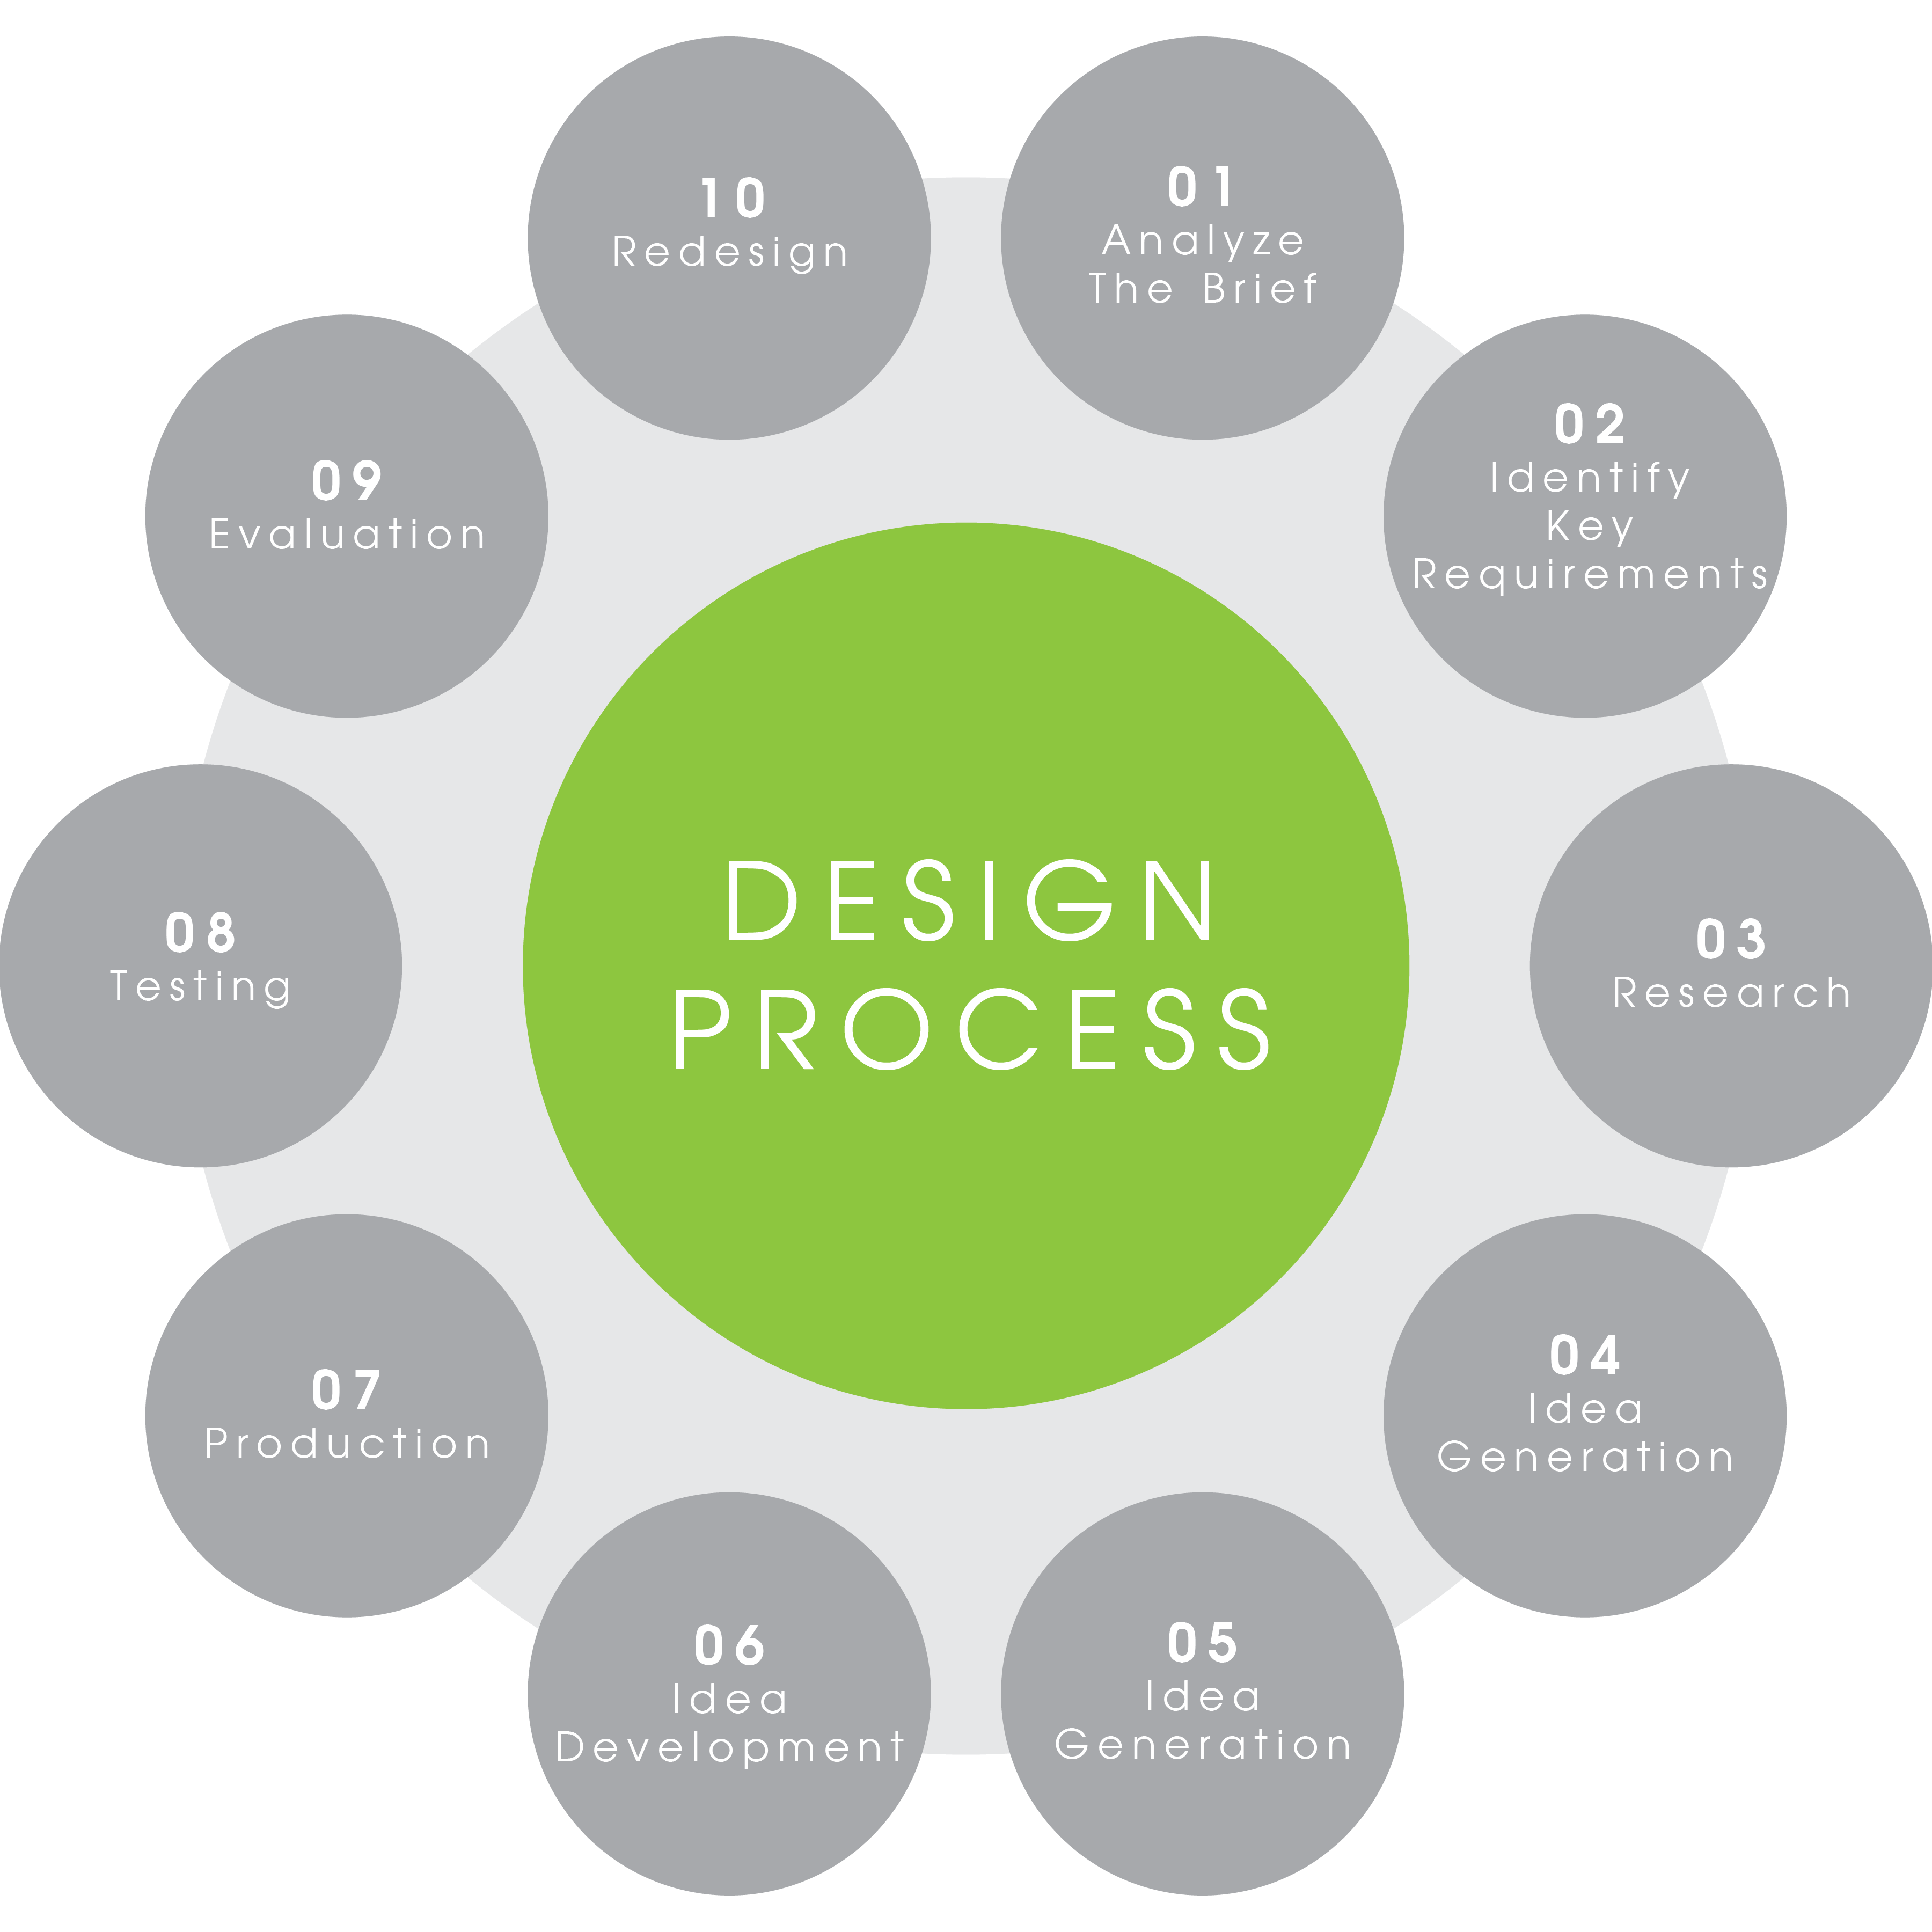 DESIGN
PROCESS
01
Analyze
The Brief
02
Identify
Key
Requirements
03
Research
04
Idea
Generation
05
Idea
Generation
06
Idea
Development
07
Production
08
Testing
09
Evaluation
10
Redesign